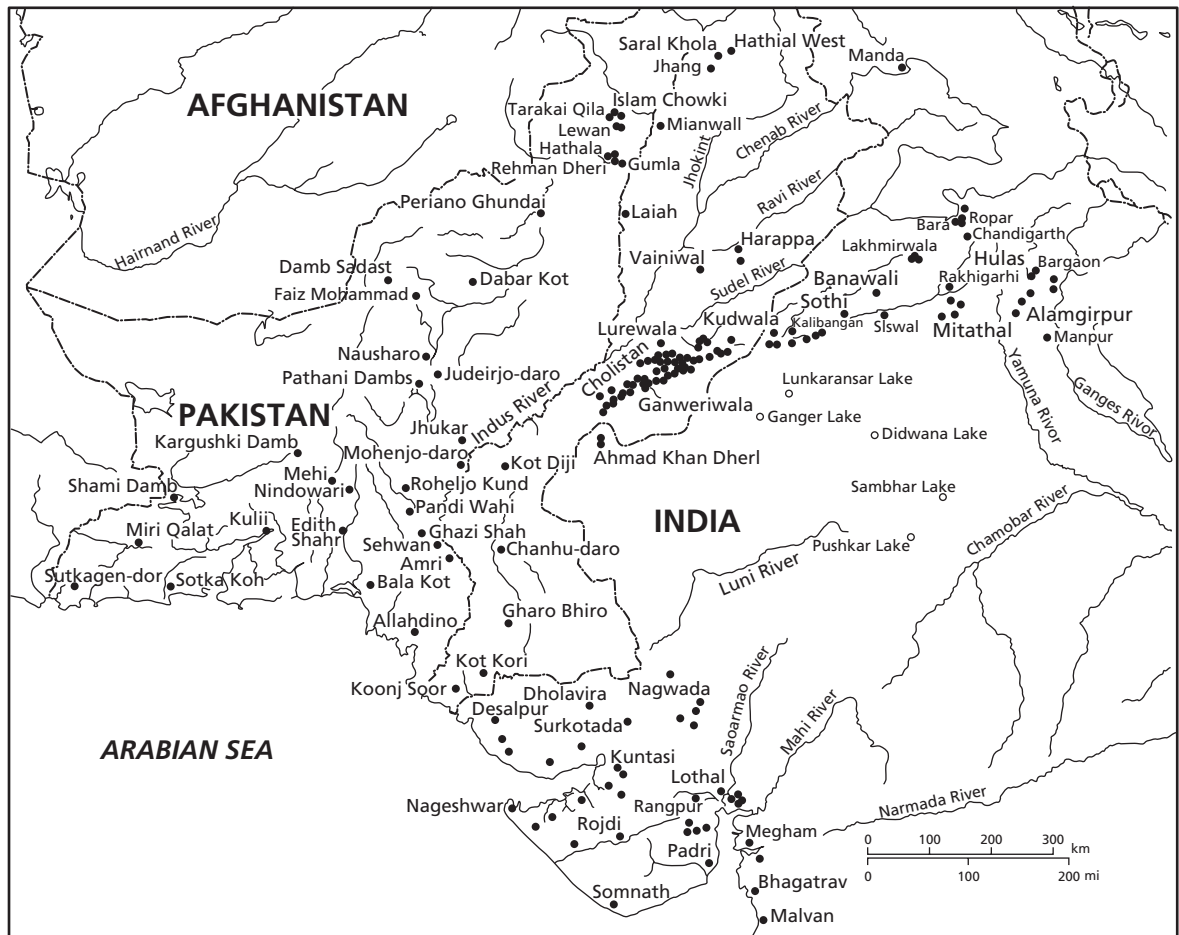 Saral Khola
Hathial West
Jhang
Manda
AFGHANISTAN
Islam Chowki
Tarakai Qila
Lewan
Mianwall
Hathala
Rehman Dheri
Gumla
Jhokint
Chenab River
Periano Ghundai
Laiah
Ravi River
Hairnand River
Bara
Ropar
Chandigarth
Harappa
Lakhmirwala
Hulas
Bargaon
Vainiwal
Damb Sadast
Dabar Kot
Sudel River
Banawali
Rakhigarhi
Faiz Mohammad
Sothi
Alamgirpur
Lurewala
Kudwala
Kalibangan
Slswal
Mitathal
Manpur
Nausharo
Cholistan
Judeirjo-daro
Pathani Dambs
Lunkaransar Lake
Yamuna Rivor
Ganges Rivor
PAKISTAN
Indus River
Ganweriwala
Ganger Lake
Jhukar
Didwana Lake
Kargushki Damb
Mohenjo-daro
Kot Diji
Ahmad Khan Dherl
Mehi
Nindowari
Roheljo Kund
Shami Damb
Sambhar Lake
Pandi Wahi
INDIA
Chamobar River
Miri Qalat
Kulii
Edith
Shahr
Ghazi Shah
Sehwan
Chanhu-daro
Pushkar Lake
Amri
Luni River
Sutkagen-dor
Sotka Koh
Bala Kot
Gharo Bhiro
Allahdino
Kot Kori
Koonj Soor
Dholavira
Nagwada
Saoarmao River
Desalpur
Surkotada
Mahi River
ARABIAN SEA
Kuntasi
Lothal
Nageshwar
Rangpur
Narmada River
Rojdi
Megham
0 100 200 300
km
Padri
0 100 200 mi
Bhagatrav
Somnath
Malvan